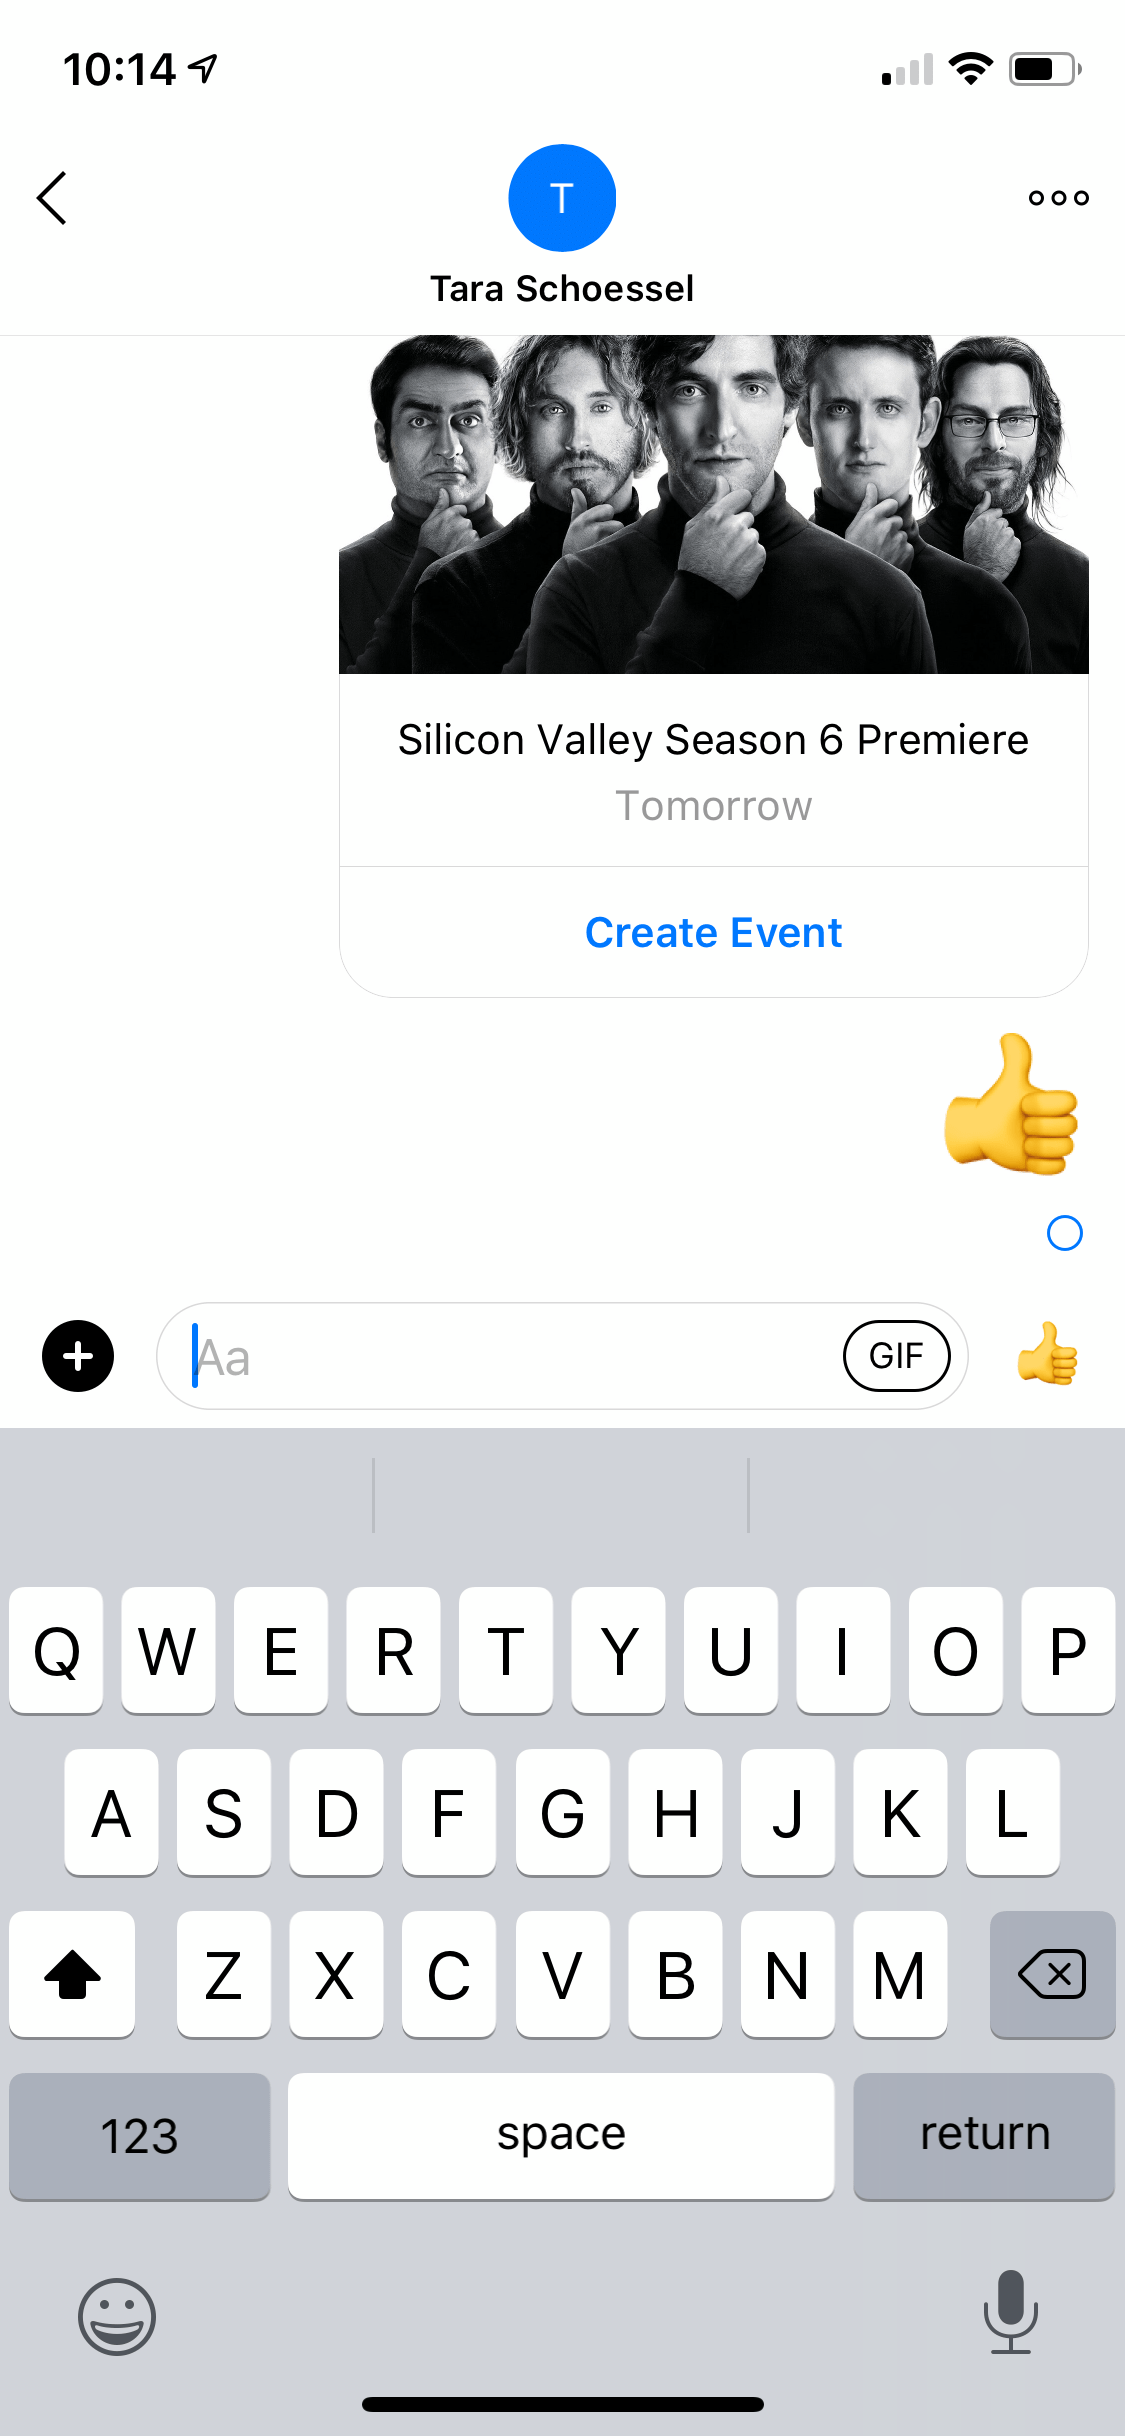 10:14
T
Tara Schoessel
Silicon Valley Season 6 Premiere
Tomorrow
Create Event
Aa
GIF
Q W E R T Y U I O P
A S D F G H J K L
Z X C V B N M
123 space return